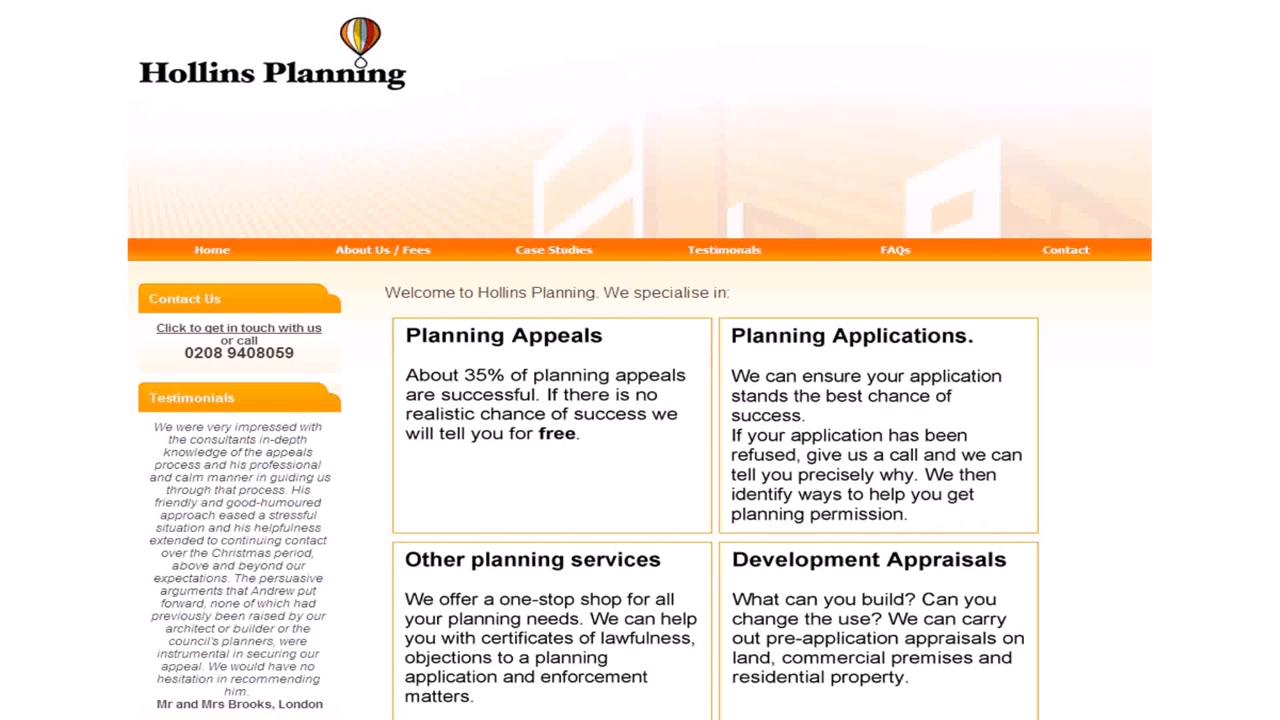 Hollins Planning
Home
About Us / Fees
Case Studies
Testimonals
FAQs
Contact
Contact Us
Click to get in touch with us
or call
0208 9408059
Testimonials
We were very impressed with
the consultants in-depth
knowledge of the appeals
process and his professional
and calm manner in guiding us
through that process. His
friendly and good-humoured
approach eased a stressful
situation and his helpfulness
extended to continuing contact
over the Christmas period,
above and beyond our
expectations. The persuasive
arguments that Andrew put
forward, none of which had
previously been raised by our
architect or builder or the
council's planners, were
instrumental in securing our
appeal. We would have no
hesitation in recommending
him.
Mr and Mrs Brooks, London
Welcome to Hollins Planning. We specialise in:
Planning Appeals
About 35% of planning appeals
are successful. If there is no
realistic chance of success we
will tell you for free.
Planning Applications.
We can ensure your application
stands the best chance of
success.
If your application has been
refused, give us a call and we can
tell you precisely why. We then
identify ways to help you get
planning permission.
Other planning services
We offer a one-stop shop for all
your planning needs. We can help
you with certificates of lawfulness,
objections to a planning
application and enforcement
matters.
Development Appraisals
What can you build? Can you
change the use? We can carry
out pre-application appraisals on
land, commercial premises and
residential property.